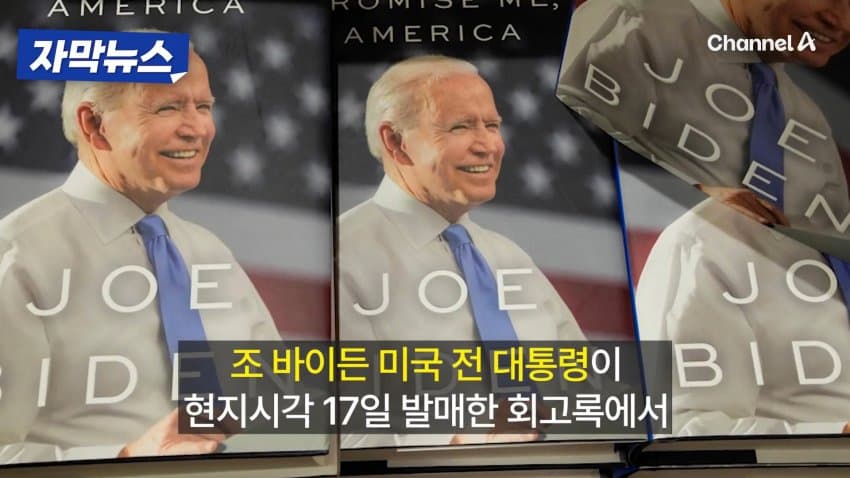 AMERICA
ROMISE ME,
AMERICA
자막뉴스
Channel A
JOE
BIDEN
JOE
BIDEN
JOE
BIDEN
JO
BIDE
조 바이든 미국 전 대통령이
현지시각 17일 발매한 회고록에서